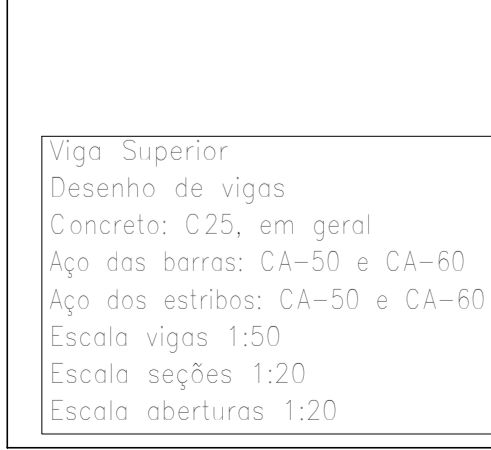 Viga Superior
Desenho de vigas
Concreto: C25, em geral
Aço das barras: CA-50 e CA-60
Aço dos estribos: CA-50 e CA-60
Escala vigas 1:50
Escala seções 1:20
Escala aberturas 1:20